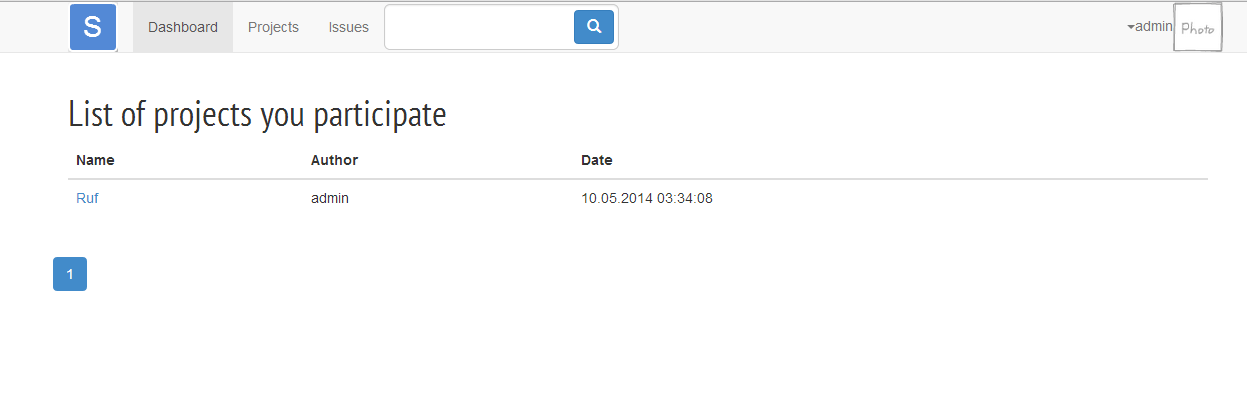 S Dashboard Projects Issues admin Photo
List of projects you participate
Name Author Date
Ruf admin 10.05.2014 03:34:08
1